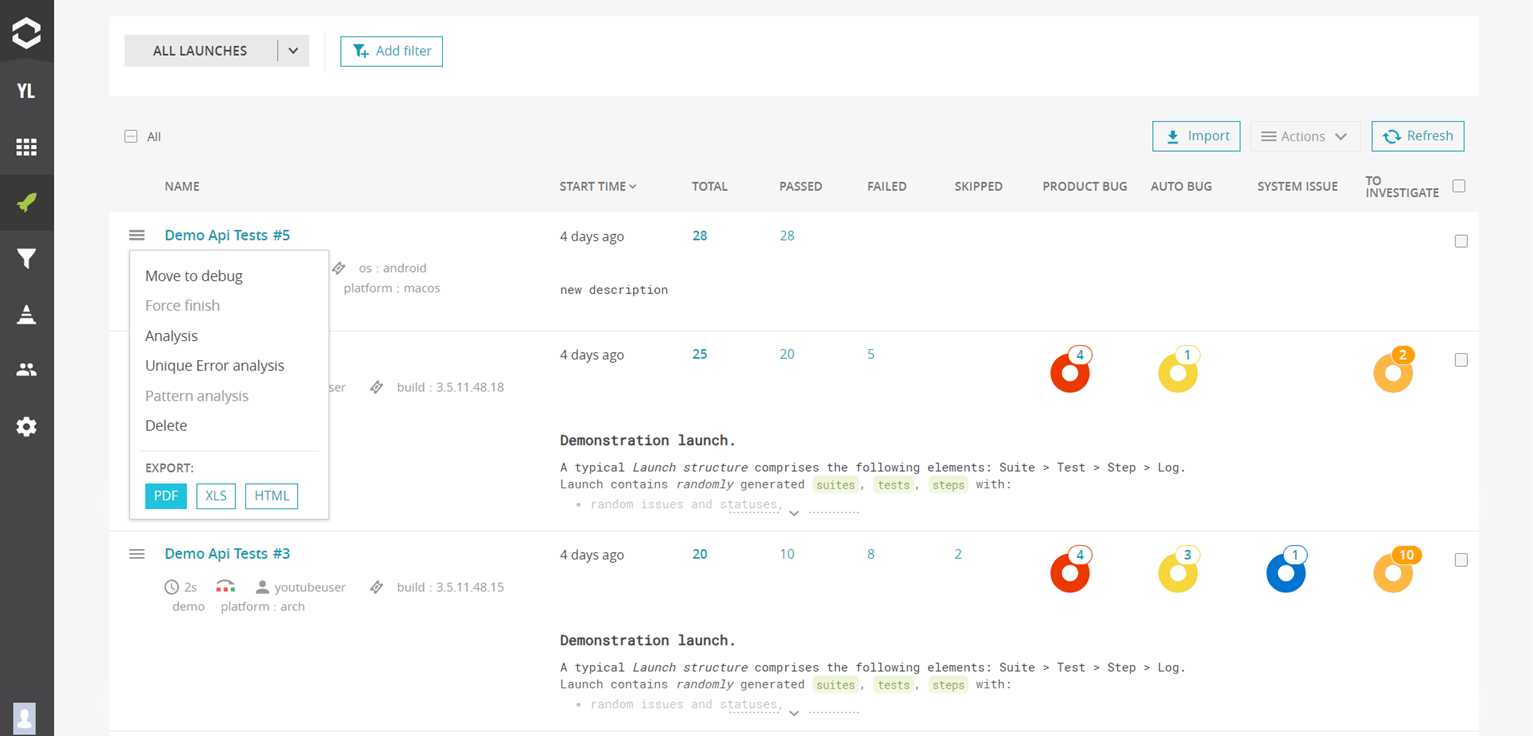 YL
ALL LAUNCHES
Add filter
All
Import
Actions
Refresh
NAME
START TIME
TOTAL
PASSED
FAILED
SKIPPED
PRODUCT BUG
AUTO BUG
SYSTEM ISSUE
TO
INVESTIGATE
Demo Api Tests #5
4 days ago
28
28
os : android
platform : macos
new description
Move to debug
Force finish
Analysis
Unique Error analysis
Pattern analysis
Delete
EXPORT:
PDF
XLS
HTML
4 days ago
25
20
5
4
1
2
ser
build : 3.5.11.48.18
Demonstration launch.
A typical Launch structure comprises the following elements: Suite > Test > Step > Log.
Launch contains randomly generated suites, tests, steps with:
• random issues and statuses,
Demo Api Tests #3
4 days ago
20
10
8
2
4
3
1
10
2s
youtubeuser
build : 3.5.11.48.15
demo
platform : arch
Demonstration launch.
A typical Launch structure comprises the following elements: Suite > Test > Step > Log.
Launch contains randomly generated suites, tests, steps with:
• random issues and statuses,